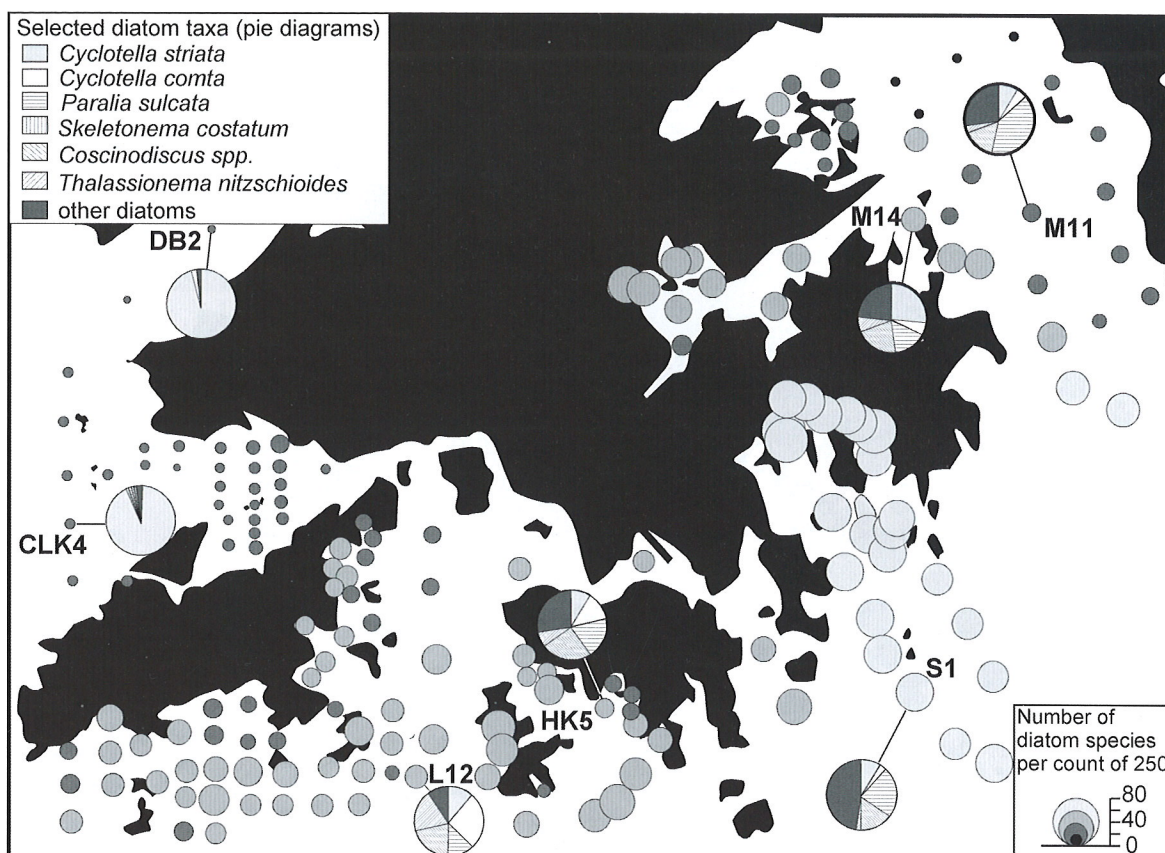 Selected diatom taxa (pie diagrams)
Cyclotella striata
Cyclotella comta
Paralia sulcata
Skeletonema costatum
Coscinodiscus spp.
Thalassionema nitzschioides
other diatoms
DB2
M14
M11
CLK4
HK5
S1
L12
Number of
diatom species
per count of 250
80
40
0